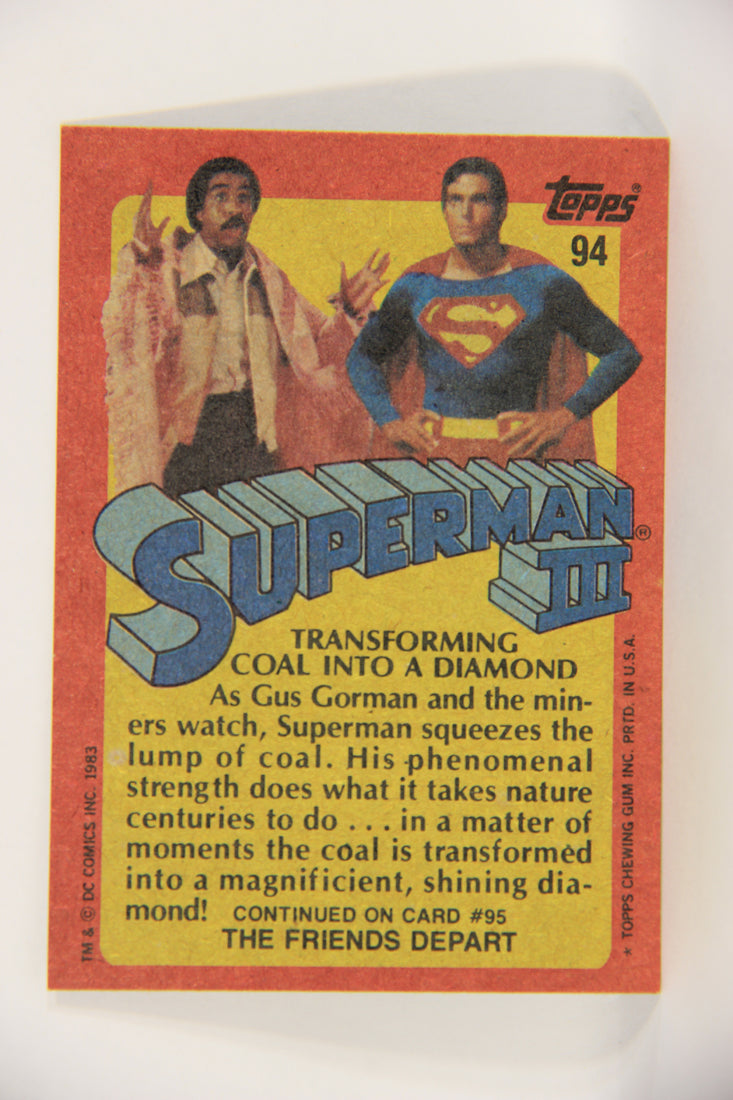 topps®
94
SUPERMAN®
III
TRANSFORMING
COAL INTO A DIAMOND
As Gus Gorman and the min-
ers watch, Superman squeezes the
lump of coal. His phenomenal
strength does what it takes nature
centuries to do . . . in a matter of
moments the coal is transformed
into a magnificient, shining dia-
mond! CONTINUED ON CARD #95
THE FRIENDS DEPART
TM & © DC COMICS INC. 1983
* TOPPS CHEWING GUM INC. PRTD. IN U.S.A.